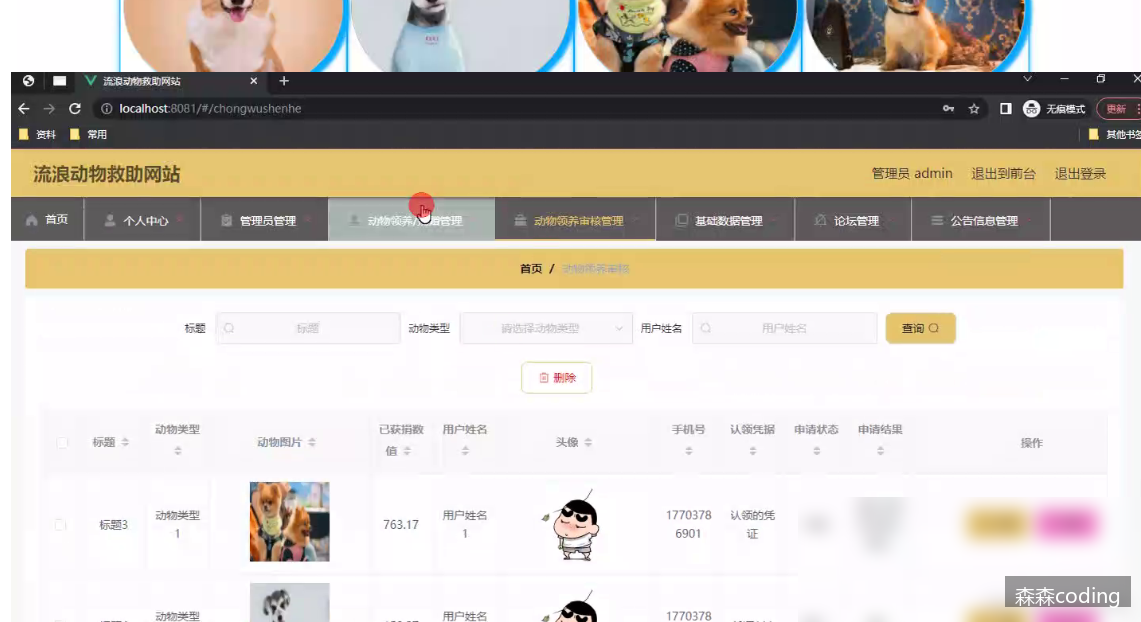 流浪动物救助网站
localhost:8081/#/chongwushenhe
无痕模式
更新
资料 常用
其他书签
流浪动物救助网站
管理员 admin 退出到前台 退出登录
首页 个人中心 管理员管理 动物领养 管理 动物领养审核管理 基础数据管理 论坛管理 公告信息管理
首页 / 动物领养审核
标题 标题 动物类型 请选择动物类型 用户姓名 用户姓名 查询
删除
标题 动物类型 动物图片 已获捐数值 用户姓名 头像 手机号 认领凭据 申请状态 申请结果 操作
标题3 动物类型1 763.17 用户姓名1 17703786901 认领的凭证
动物类型 用户姓名 1770378
森森coding